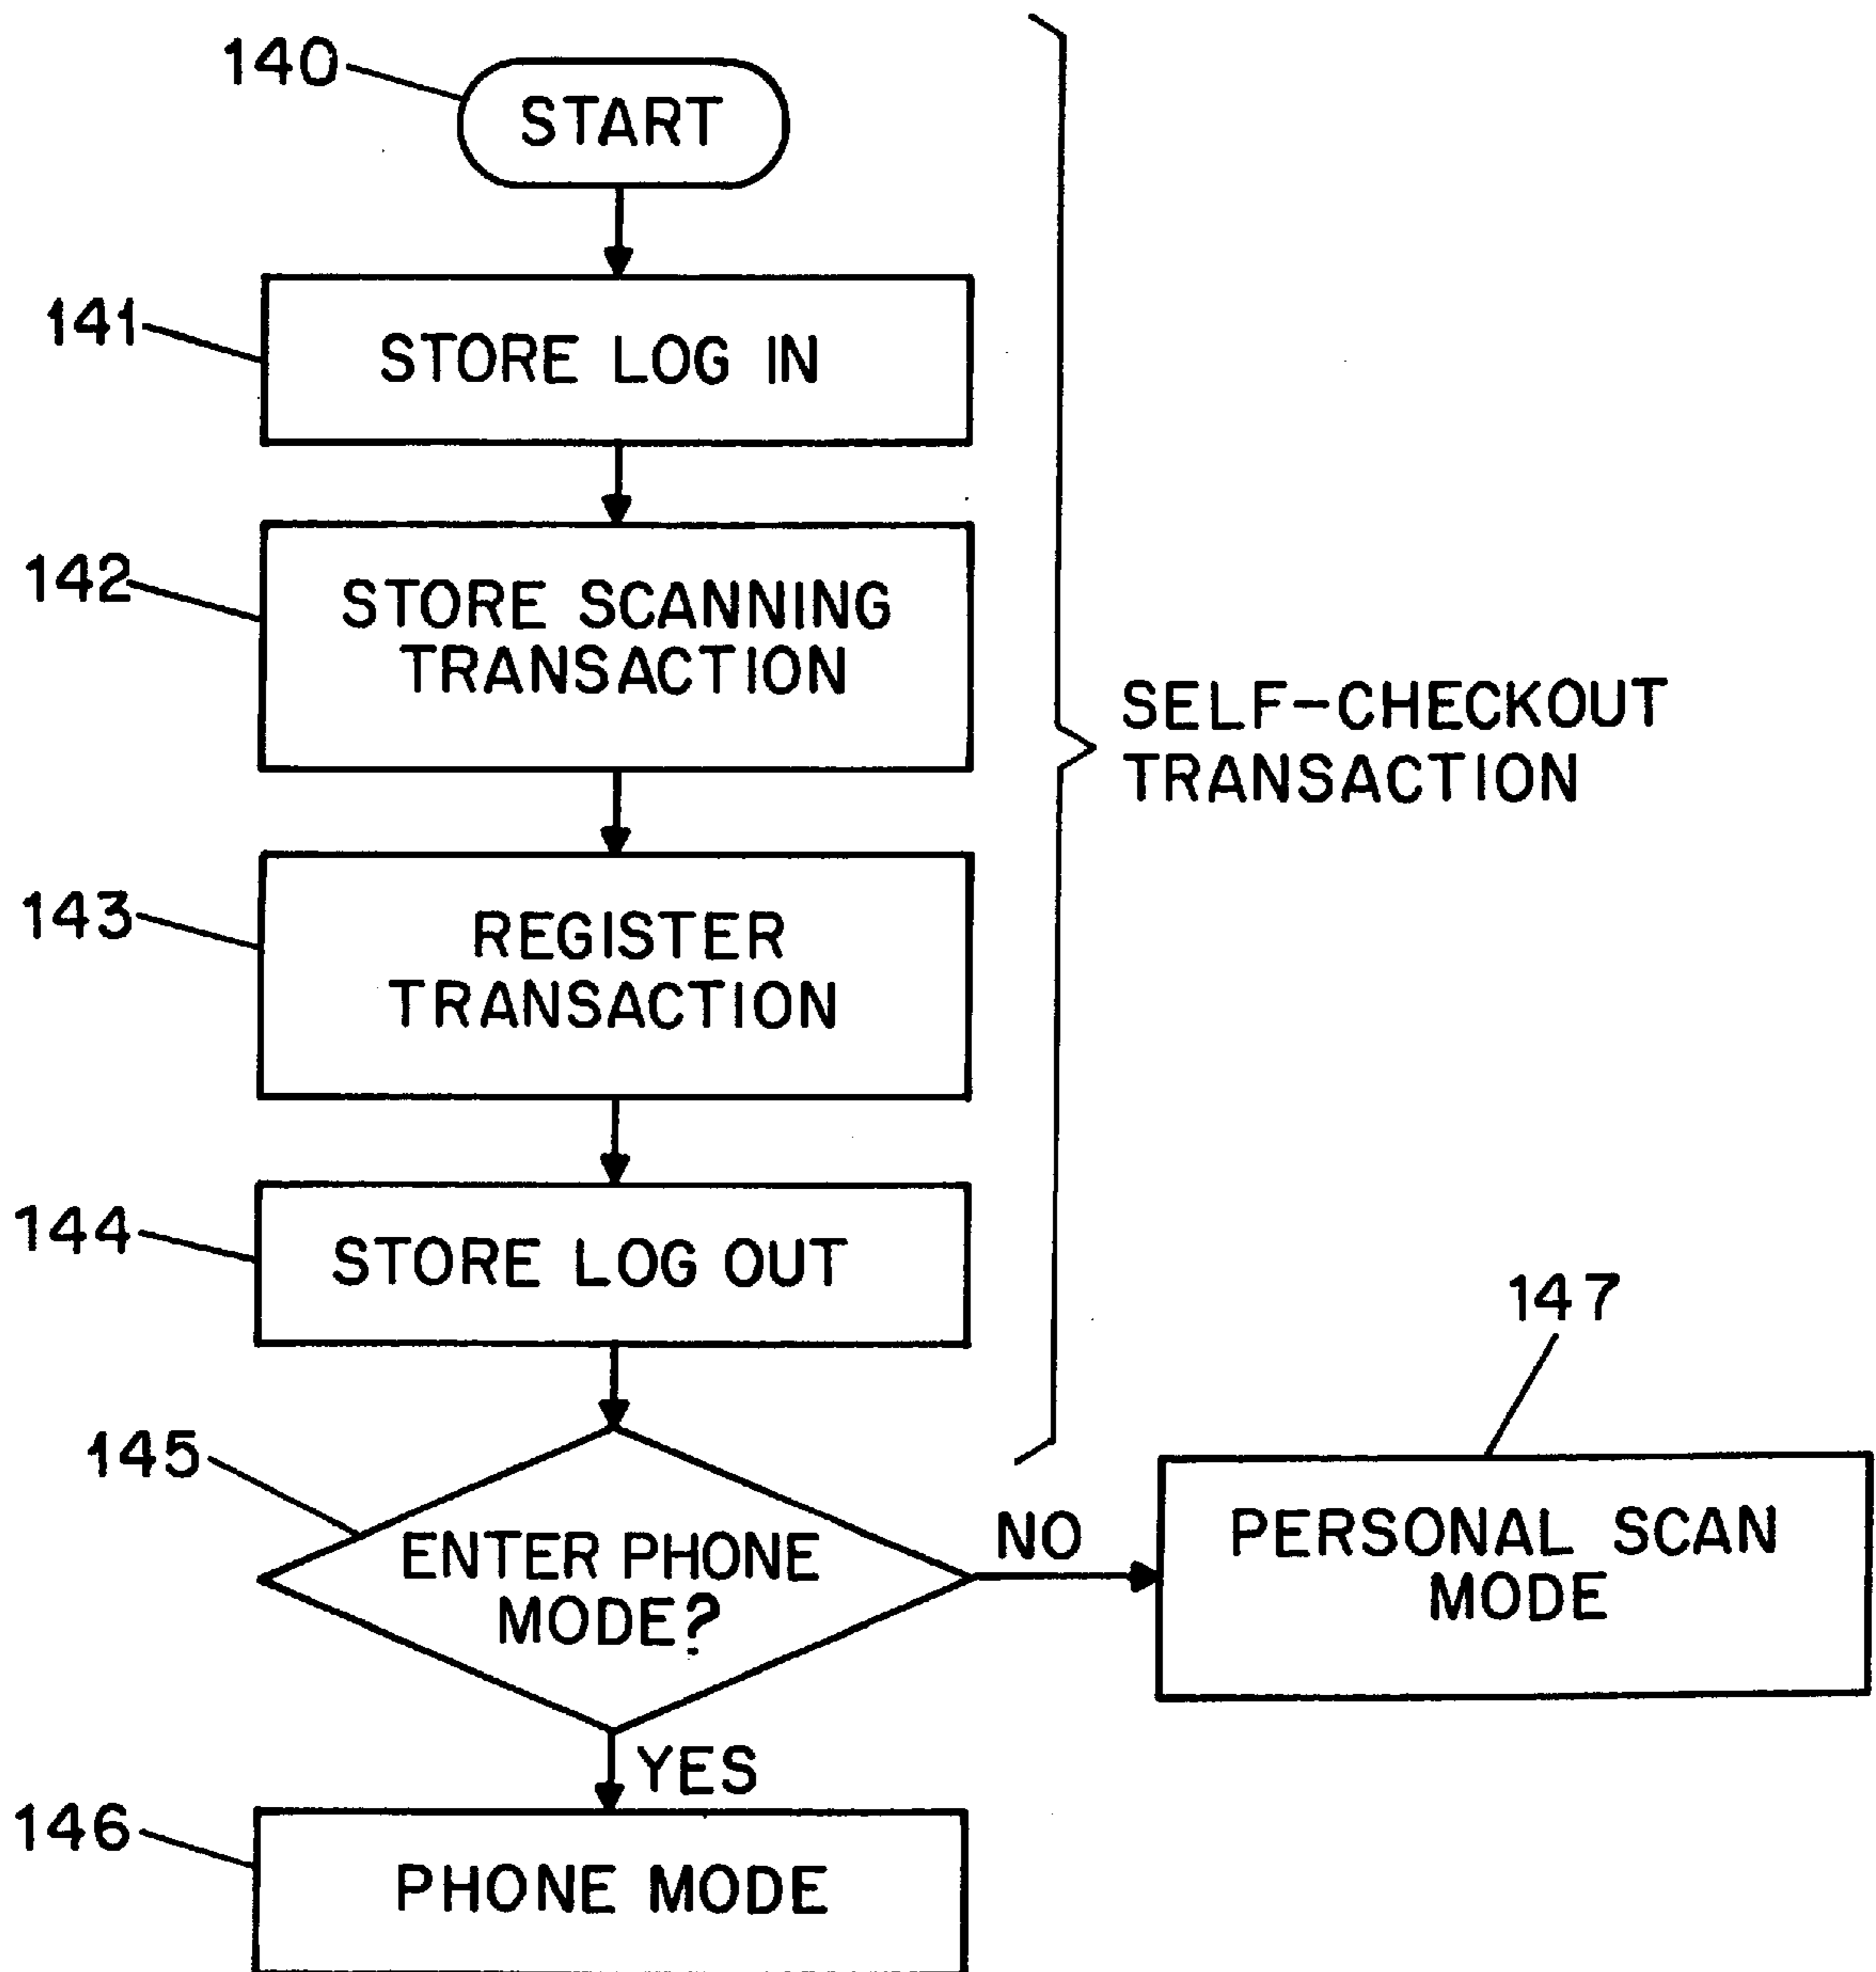 140
START
141
STORE LOG IN
142
STORE SCANNING
TRANSACTION
SELF-CHECKOUT
TRANSACTION
143
REGISTER
TRANSACTION
144
STORE LOG OUT
147
145
ENTER PHONE
MODE?
NO
PERSONAL SCAN
MODE
YES
146
PHONE MODE